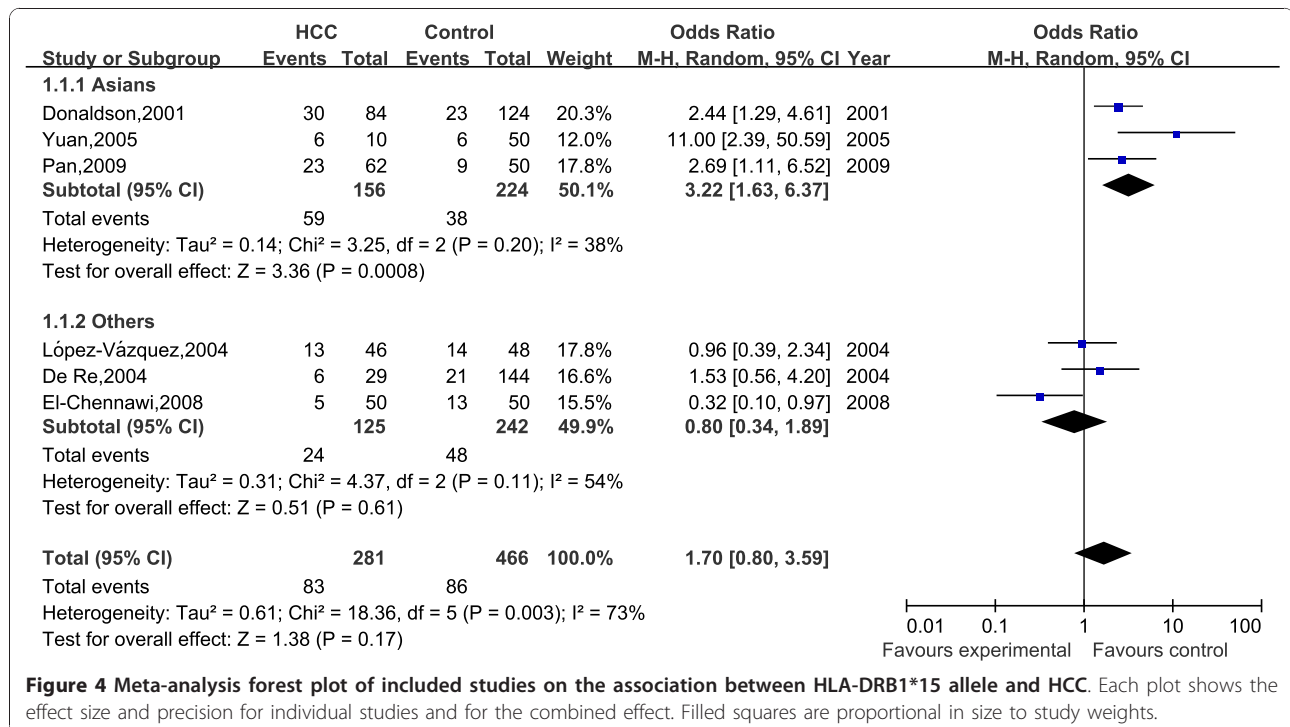 HCC Control Odds Ratio Odds Ratio
Study or Subgroup Events Total Events Total Weight M-H, Random, 95% CI Year M-H, Random, 95% CI
1.1.1 Asians
Donaldson,2001 30 84 23 124 20.3% 2.44 [1.29, 4.61] 2001
Yuan,2005 6 10 6 50 12.0% 11.00 [2.39, 50.59] 2005
Pan,2009 23 62 9 50 17.8% 2.69 [1.11, 6.52] 2009
Subtotal (95% CI) 156 224 50.1% 3.22 [1.63, 6.37]
Total events 59 38
Heterogeneity: Tau² = 0.14; Chi² = 3.25, df = 2 (P = 0.20); I² = 38%
Test for overall effect: Z = 3.36 (P = 0.0008)
1.1.2 Others
López-Vázquez,2004 13 46 14 48 17.8% 0.96 [0.39, 2.34] 2004
De Re,2004 6 29 21 144 16.6% 1.53 [0.56, 4.20] 2004
El-Chennawi,2008 5 50 13 50 15.5% 0.32 [0.10, 0.97] 2008
Subtotal (95% CI) 125 242 49.9% 0.80 [0.34, 1.89]
Total events 24 48
Heterogeneity: Tau² = 0.31; Chi² = 4.37, df = 2 (P = 0.11); I² = 54%
Test for overall effect: Z = 0.51 (P = 0.61)
Total (95% CI) 281 466 100.0% 1.70 [0.80, 3.59]
Total events 83 86
Heterogeneity: Tau² = 0.61; Chi² = 18.36, df = 5 (P = 0.003); I² = 73%
Test for overall effect: Z = 1.38 (P = 0.17)
0.01 0.1 1 10 100
Favours experimental Favours control
Figure 4 Meta-analysis forest plot of included studies on the association between HLA-DRB1*15 allele and HCC. Each plot shows the
effect size and precision for individual studies and for the combined effect. Filled squares are proportional in size to study weights.